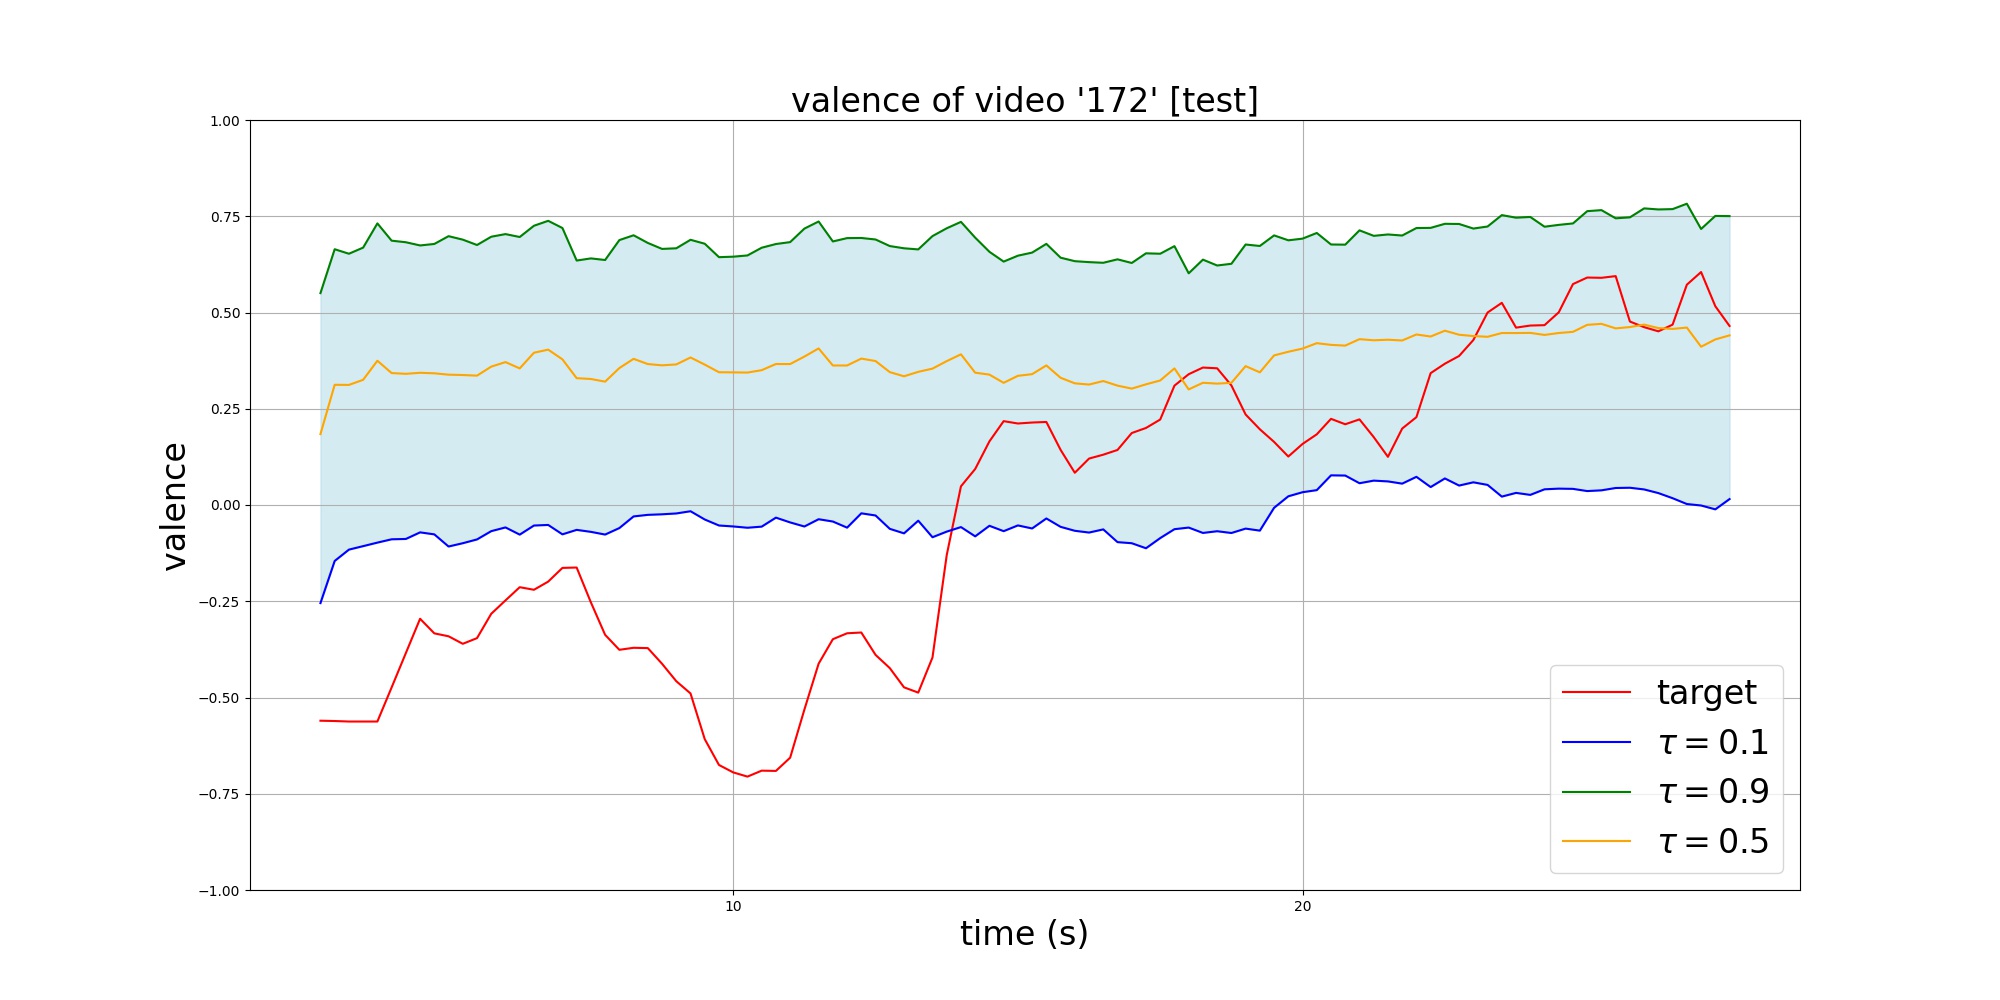 valence of video '172' [test]
1.00
0.75
0.50
0.25
0.00
−0.25
−0.50
−0.75
−1.00
valence
10
20
time (s)
target
τ = 0.1
τ = 0.9
τ = 0.5